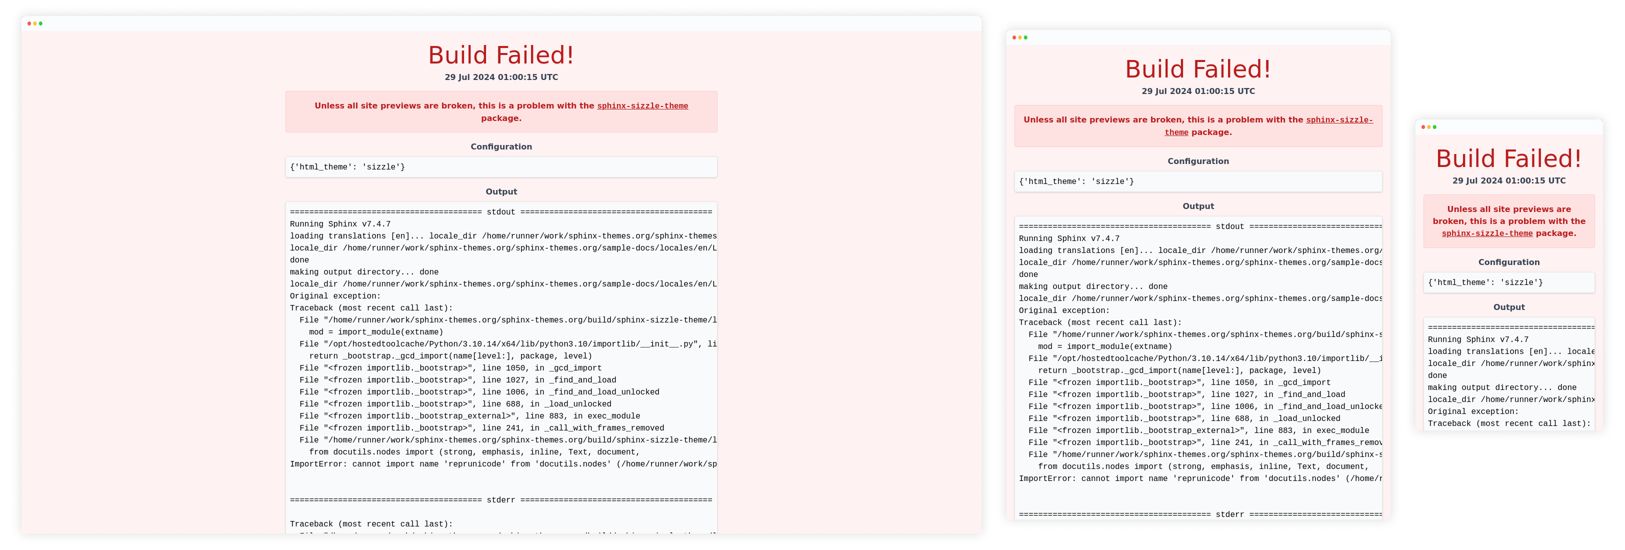 Build Failed!
29 Jul 2024 01:00:15 UTC
Unless all site previews are broken, this is a problem with the sphinx-sizzle-theme
package.
Configuration
{'html_theme': 'sizzle'}
Output
======================================== stdout ========================================
Running Sphinx v7.4.7
loading translations [en]... locale_dir /home/runner/work/sphinx-themes.org/sphinx-themes
locale_dir /home/runner/work/sphinx-themes.org/sphinx-themes.org/sample-docs/locales/en/L
done
making output directory... done
locale_dir /home/runner/work/sphinx-themes.org/sphinx-themes.org/sample-docs/locales/en/L
Original exception:
Traceback (most recent call last):
  File "/home/runner/work/sphinx-themes.org/sphinx-themes.org/build/sphinx-sizzle-theme/l
    mod = import_module(extname)
  File "/opt/hostedtoolcache/Python/3.10.14/x64/lib/python3.10/importlib/__init__.py", li
    return _bootstrap._gcd_import(name[level:], package, level)
  File "<frozen importlib._bootstrap>", line 1050, in _gcd_import
  File "<frozen importlib._bootstrap>", line 1027, in _find_and_load
  File "<frozen importlib._bootstrap>", line 1006, in _find_and_load_unlocked
  File "<frozen importlib._bootstrap>", line 688, in _load_unlocked
  File "<frozen importlib._bootstrap_external>", line 883, in exec_module
  File "<frozen importlib._bootstrap>", line 241, in _call_with_frames_removed
  File "/home/runner/work/sphinx-themes.org/sphinx-themes.org/build/sphinx-sizzle-theme/l
    from docutils.nodes import (strong, emphasis, inline, Text, document,
ImportError: cannot import name 'reprunicode' from 'docutils.nodes' (/home/runner/work/sp
======================================== stderr ========================================
Traceback (most recent call last):
Build Failed!
29 Jul 2024 01:00:15 UTC
Unless all site previews are broken, this is a problem with the sphinx-sizzle-
theme package.
Configuration
{'html_theme': 'sizzle'}
Output
======================================== stdout ============================
Running Sphinx v7.4.7
loading translations [en]... locale_dir /home/runner/work/sphinx-themes.org/
locale_dir /home/runner/work/sphinx-themes.org/sphinx-themes.org/sample-docs
done
making output directory... done
locale_dir /home/runner/work/sphinx-themes.org/sphinx-themes.org/sample-docs
Original exception:
Traceback (most recent call last):
  File "/home/runner/work/sphinx-themes.org/sphinx-themes.org/build/sphinx-s
    mod = import_module(extname)
  File "/opt/hostedtoolcache/Python/3.10.14/x64/lib/python3.10/importlib/__i
    return _bootstrap._gcd_import(name[level:], package, level)
  File "<frozen importlib._bootstrap>", line 1050, in _gcd_import
  File "<frozen importlib._bootstrap>", line 1027, in _find_and_load
  File "<frozen importlib._bootstrap>", line 1006, in _find_and_load_unlocke
  File "<frozen importlib._bootstrap>", line 688, in _load_unlocked
  File "<frozen importlib._bootstrap_external>", line 883, in exec_module
  File "<frozen importlib._bootstrap>", line 241, in _call_with_frames_remov
  File "/home/runner/work/sphinx-themes.org/sphinx-themes.org/build/sphinx-s
    from docutils.nodes import (strong, emphasis, inline, Text, document,
ImportError: cannot import name 'reprunicode' from 'docutils.nodes' (/home/r
======================================== stderr ============================
Build Failed!
29 Jul 2024 01:00:15 UTC
Unless all site previews are
broken, this is a problem with the
sphinx-sizzle-theme package.
Configuration
{'html_theme': 'sizzle'}
Output
===================================
Running Sphinx v7.4.7
loading translations [en]... locale
locale_dir /home/runner/work/sphinx
done
making output directory... done
locale_dir /home/runner/work/sphinx
Original exception:
Traceback (most recent call last):